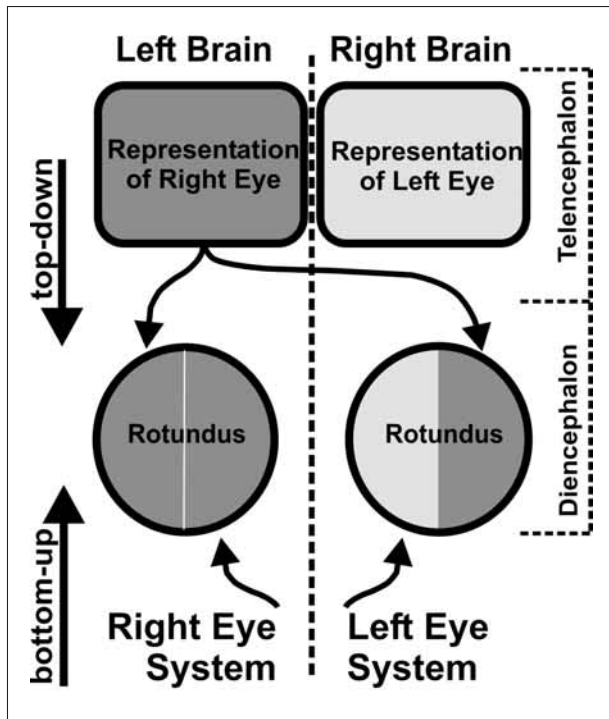 Left Brain
Right Brain
Representation
of Right Eye
Representation
of Left Eye
Telencephalon
top-down
Rotundus
Rotundus
Diencephalon
bottom-up
Right Eye
System
Left Eye
System